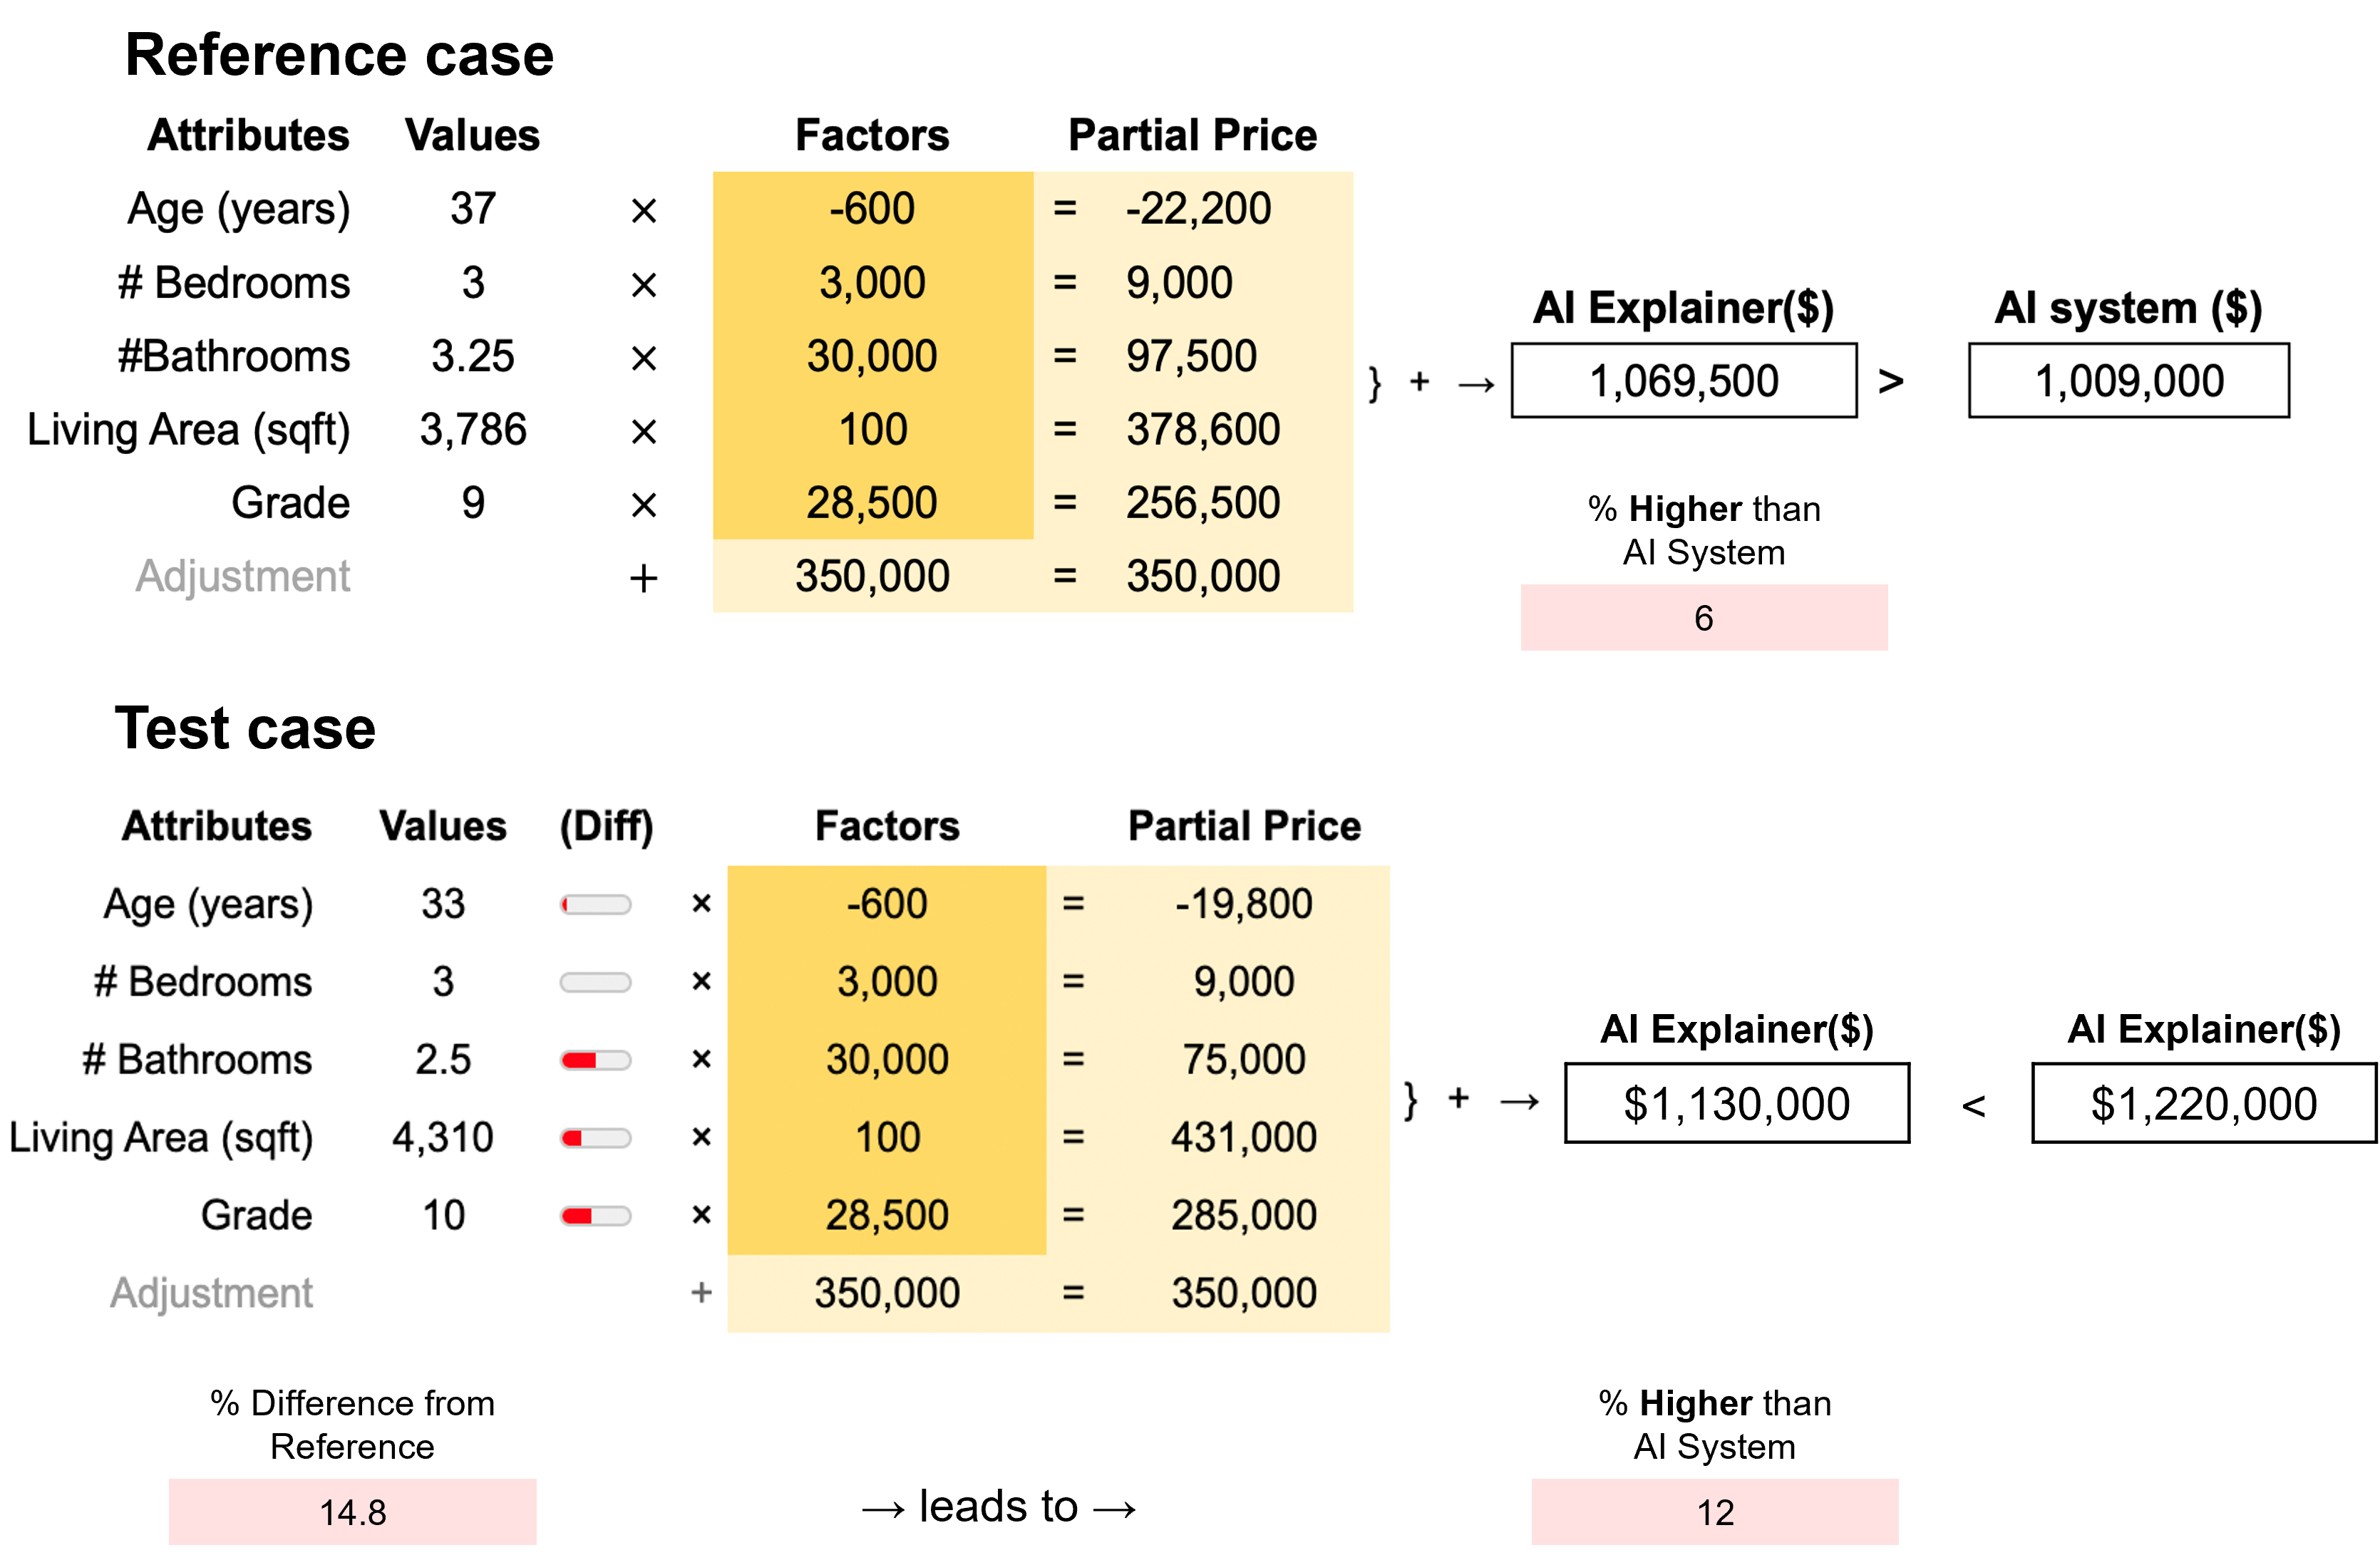 Reference case
Attributes Values Factors Partial Price
Age (years) 37 × -600 = -22,200
# Bedrooms 3 × 3,000 = 9,000
#Bathrooms 3.25 × 30,000 = 97,500
Living Area (sqft) 3,786 × 100 = 378,600
Grade 9 × 28,500 = 256,500
Adjustment + 350,000 = 350,000
} + →
AI Explainer($) AI system ($)
1,069,500 > 1,009,000
% Higher than
AI System
6
Test case
Attributes Values (Diff) Factors Partial Price
Age (years) 33 × -600 = -19,800
# Bedrooms 3 × 3,000 = 9,000
# Bathrooms 2.5 × 30,000 = 75,000
Living Area (sqft) 4,310 × 100 = 431,000
Grade 10 × 28,500 = 285,000
Adjustment + 350,000 = 350,000
} + →
AI Explainer($) AI Explainer($)
$1,130,000 < $1,220,000
% Difference from
Reference
14.8
→ leads to →
% Higher than
AI System
12